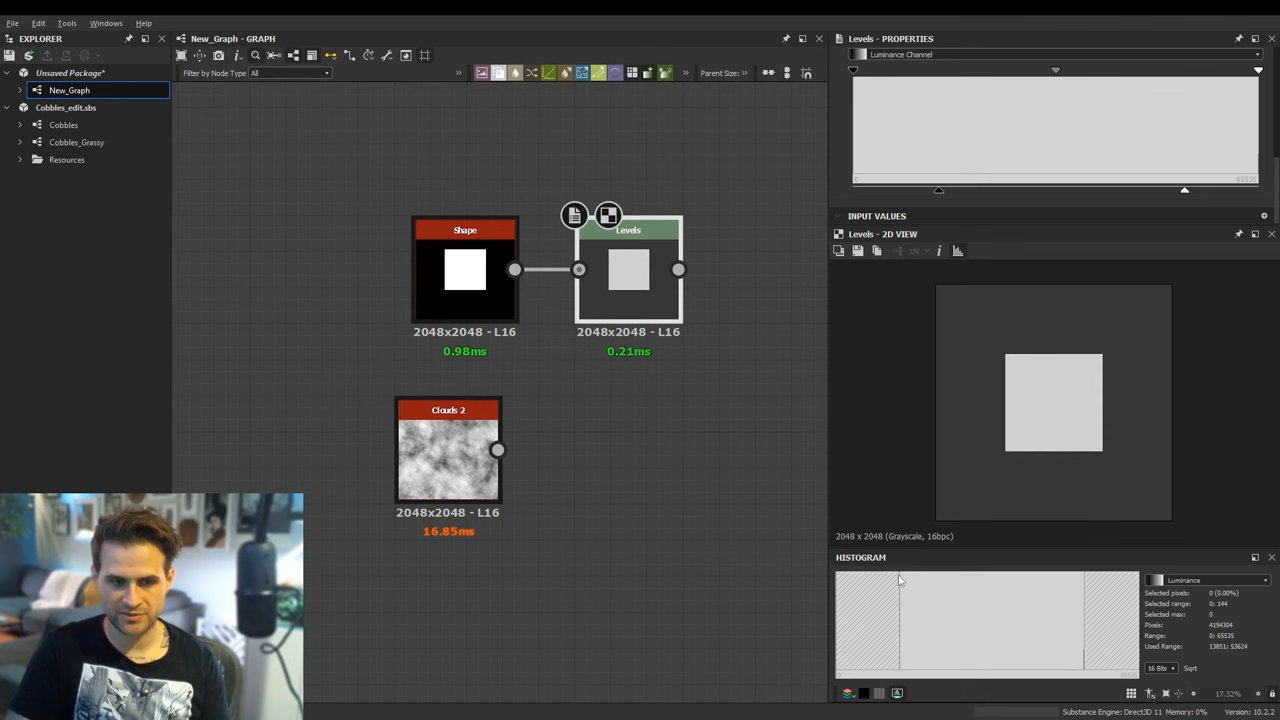 File Edit Tools Windows Help
EXPLORER
Unsaved Package*
New_Graph
Cobbles_edit.sbs
Cobbles
Cobbles_Grassy
Resources
New_Graph - GRAPH
Filter by Node Type All
Parent Size:
Shape
2048x2048 - L16
0.98ms
Levels
2048x2048 - L16
0.21ms
Clouds 2
2048x2048 - L16
16.85ms
Levels - PROPERTIES
Luminance Channel
0 65535
INPUT VALUES
Levels - 2D VIEW
UV
2048 x 2048 (Grayscale, 16bpc)
HISTOGRAM
Luminance
Selected pixels: 0 (0.00%)
Selected range: 0; 144
Selected max: 0
Pixels: 4194304
Range: 0; 65535
Used Range: 13851; 53624
16 Bits Sqrt
65535
17.32%
Substance Engine: Direct3D 11 Memory: 0% Version: 10.2.2